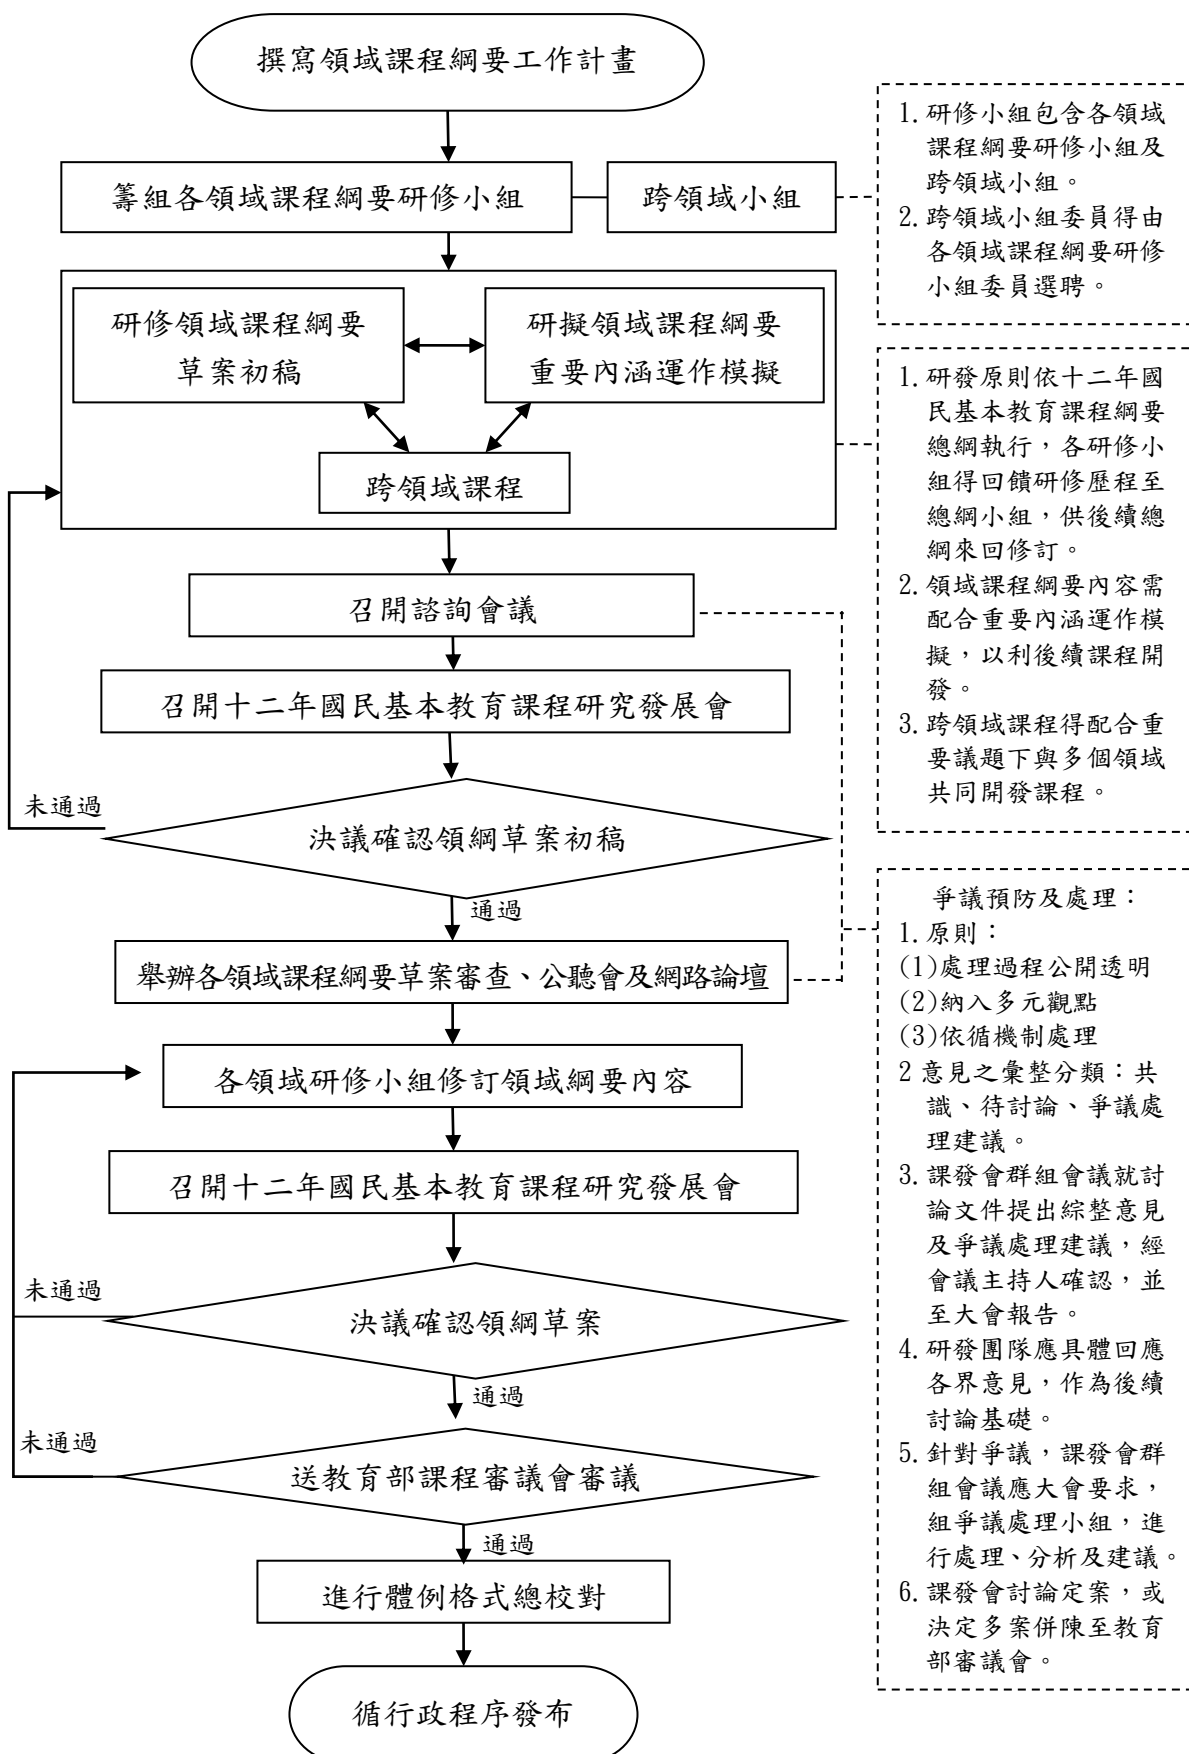 撰寫領域課程綱要工作計畫
籌組各領域課程綱要研修小組
跨領域小組
1.研修小組包含各領域
課程綱要研修小組及
跨領域小組。
2.跨領域小組委員得由
各領域課程綱要研修
小組委員選聘。
研修領域課程綱要
草案初稿
研擬領域課程綱要
重要內涵運作模擬
跨領域課程
1.研發原則依十二年國
民基本教育課程綱要
總綱執行，各研修小
組得回饋研修歷程至
總綱小組，供後續總
綱來回修訂。
2.領域課程綱要內容需
配合重要內涵運作模
擬，以利後續課程開
發。
3.跨領域課程得配合重
要議題下與多個領域
共同開發課程。
召開諮詢會議
召開十二年國民基本教育課程研究發展會
未通過
決議確認領綱草案初稿
通過
舉辦各領域課程綱要草案審查、公聽會及網路論壇
各領域研修小組修訂領域綱要內容
召開十二年國民基本教育課程研究發展會
未通過
決議確認領綱草案
通過
未通過
送教育部課程審議會審議
通過
進行體例格式總校對
循行政程序發布
爭議預防及處理：
1.原則：
(1)處理過程公開透明
(2)納入多元觀點
(3)依循機制處理
2 意見之彙整分類：共
識、待討論、爭議處
理建議。
3.課發會群組會議就討
論文件提出綜整意見
及爭議處理建議，經
會議主持人確認，並
至大會報告。
4.研發團隊應具體回應
各界意見，作為後續
討論基礎。
5.針對爭議，課發會群
組會議應大會要求，
組爭議處理小組，進
行處理、分析及建議。
6.課發會討論定案，或
決定多案併陳至教育
部審議會。